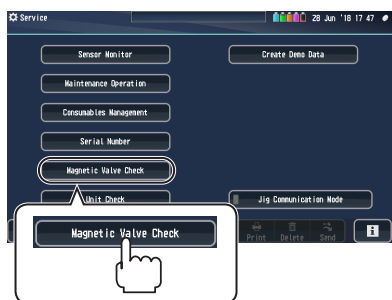 Service
28 Jun '18 17 47
Sensor Monitor
Create Demo Data
Maintenance Operation
Consumables Management
Serial Number
Magnetic Valve Check
Unit Check
Jig Communication Mode
Magnetic Valve Check
Print Delete Send
i